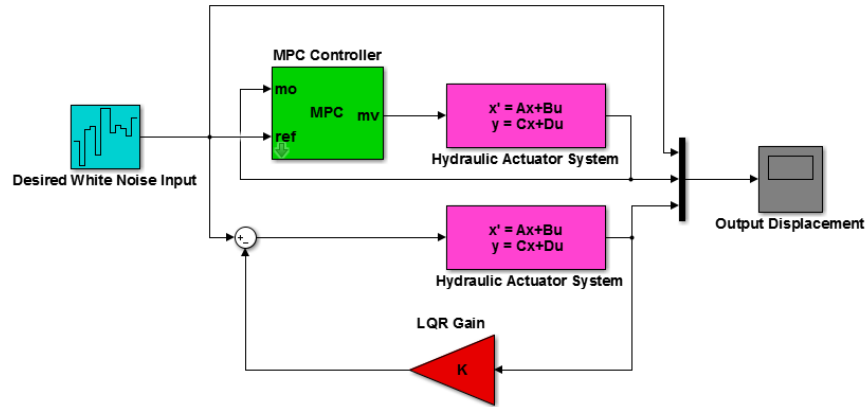 MPC Controller
mo
MPC
mv
ref
x' = Ax+Bu
y = Cx+Du
Hydraulic Actuator System
Desired White Noise Input
Output Displacement
+
_
x' = Ax+Bu
y = Cx+Du
Hydraulic Actuator System
LQR Gain
K